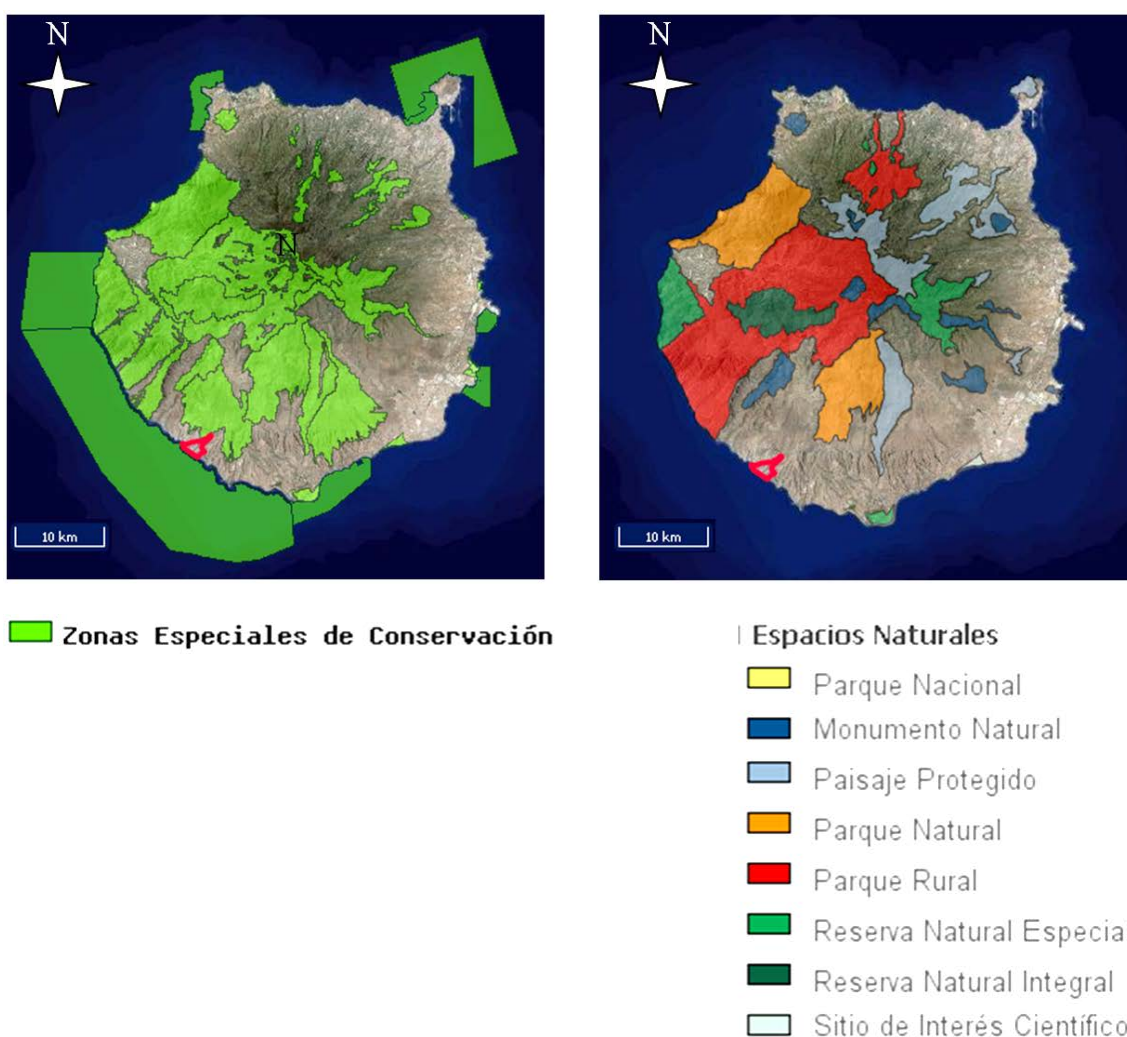 N
N
N
10 km
10 km
Zonas Especiales de Conservación
Espacios Naturales
Parque Nacional
Monumento Natural
Paisaje Protegido
Parque Natural
Parque Rural
Reserva Natural Especia
Reserva Natural Integral
Sitio de Interés Científico